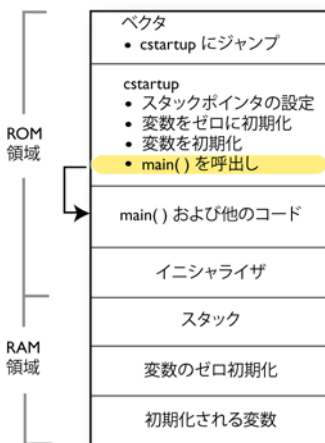 ベクタ
• cstartup にジャンプ
cstartup
• スタックポインタの設定
• 変数をゼロに初期化
• 変数を初期化
• main( ) を呼出し
ROM
領域
main( ) および他のコード
イニシャライザ
スタック
RAM
領域
変数のゼロ初期化
初期化される変数